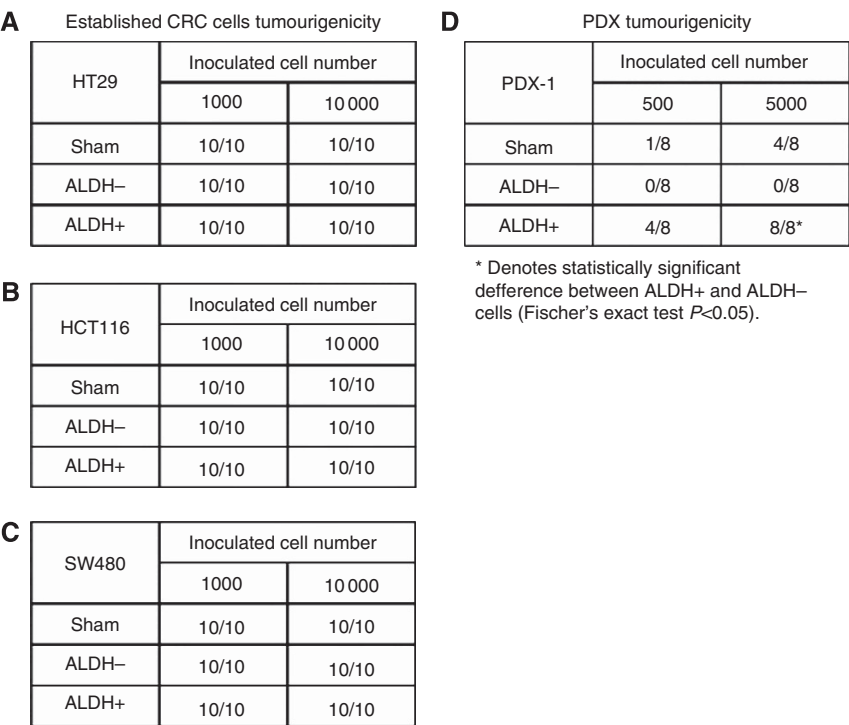 A Established CRC cells tumourigenicity
HT29 Inoculated cell number
1000 10 000
Sham 10/10 10/10
ALDH– 10/10 10/10
ALDH+ 10/10 10/10
B
HCT116 Inoculated cell number
1000 10 000
Sham 10/10 10/10
ALDH– 10/10 10/10
ALDH+ 10/10 10/10
C
SW480 Inoculated cell number
1000 10 000
Sham 10/10 10/10
ALDH– 10/10 10/10
ALDH+ 10/10 10/10
D PDX tumourigenicity
PDX-1 Inoculated cell number
500 5000
Sham 1/8 4/8
ALDH– 0/8 0/8
ALDH+ 4/8 8/8*
* Denotes statistically significant
defference between ALDH+ and ALDH–
cells (Fischer's exact test P<0.05).